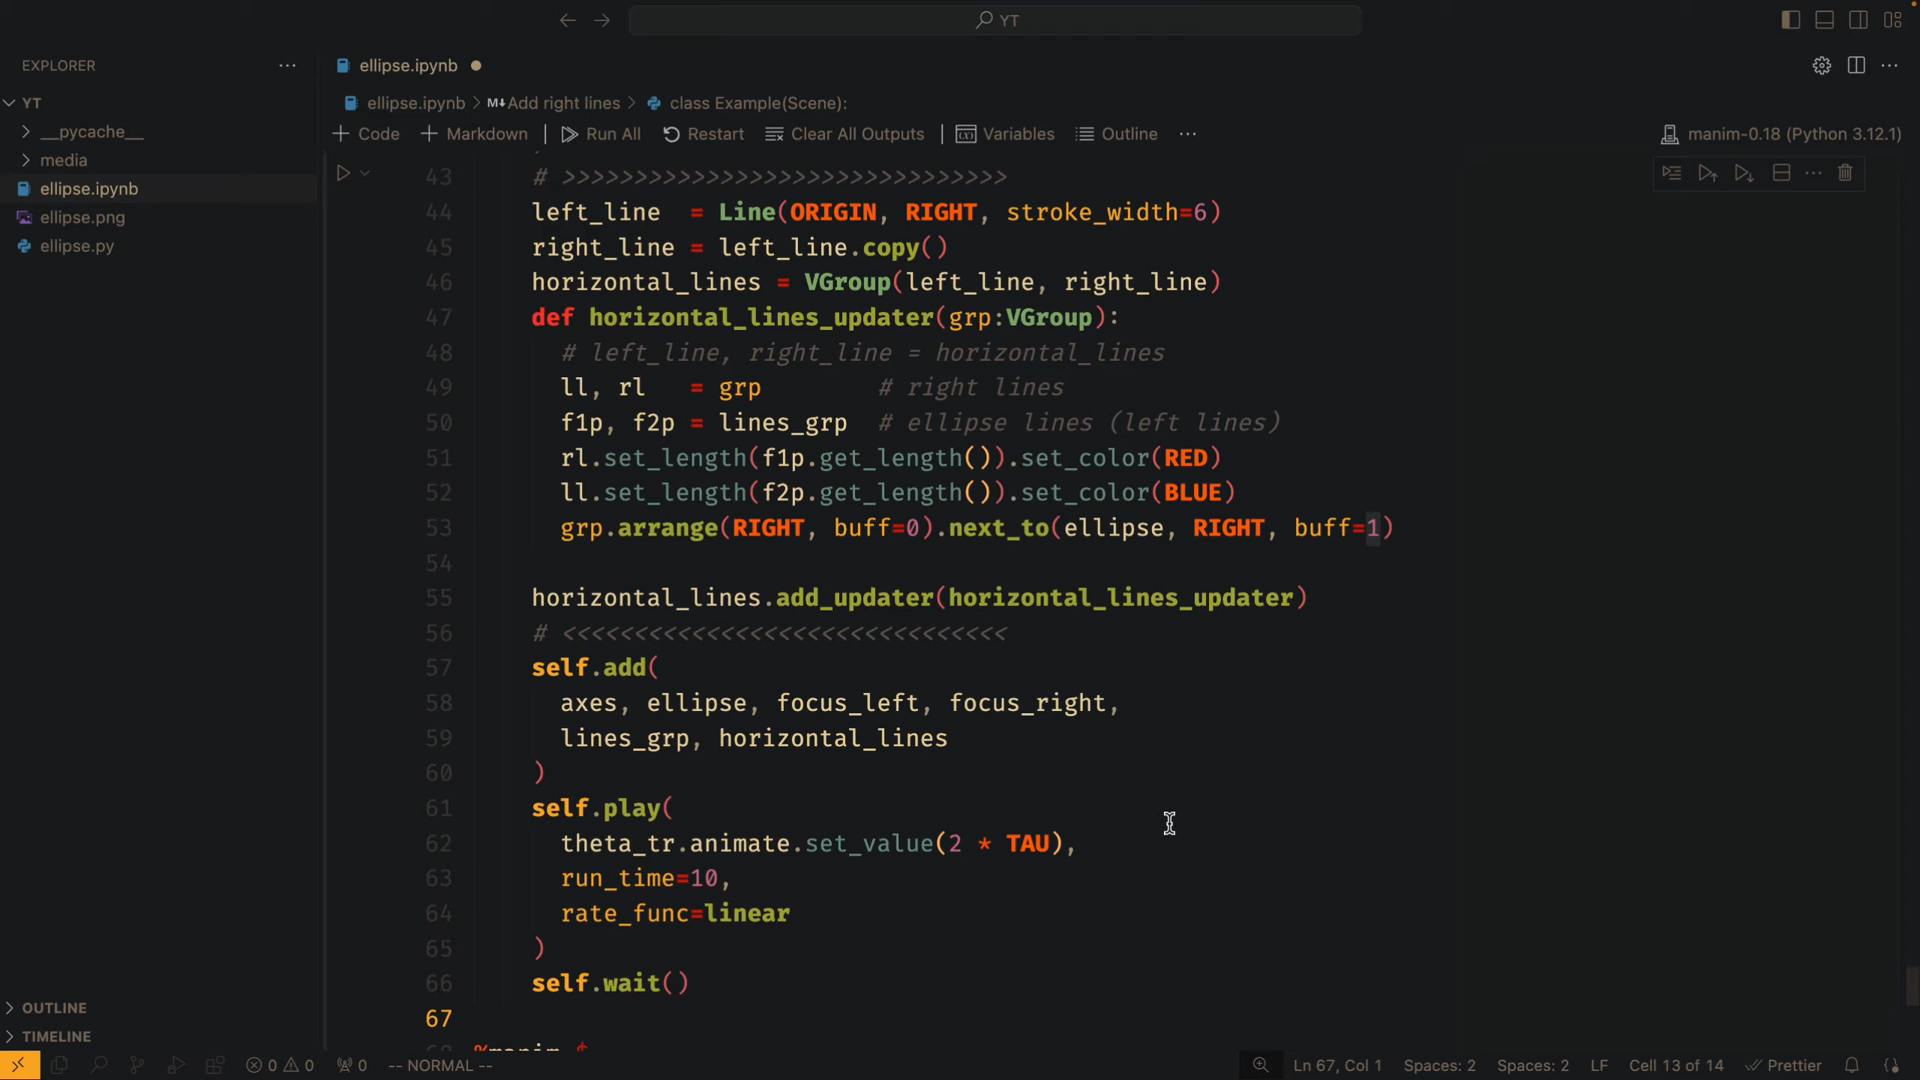 YT
EXPLORER
ellipse.ipynb
YT
ellipse.ipynb > M↓ Add right lines > class Example(Scene):
__pycache__
+ Code + Markdown Run All Restart Clear All Outputs Variables Outline ...
manim-0.18 (Python 3.12.1)
media
ellipse.ipynb
ellipse.png
ellipse.py
43 # >>>>>>>>>>>>>>>>>>>>>>>>>>>>>>>
44 left_line  = Line(ORIGIN, RIGHT, stroke_width=6)
45 right_line = left_line.copy()
46 horizontal_lines = VGroup(left_line, right_line)
47 def horizontal_lines_updater(grp:VGroup):
48 # left_line, right_line = horizontal_lines
49 ll, rl   = grp        # right lines
50 f1p, f2p = lines_grp  # ellipse lines (left lines)
51 rl.set_length(f1p.get_length()).set_color(RED)
52 ll.set_length(f2p.get_length()).set_color(BLUE)
53 grp.arrange(RIGHT, buff=0).next_to(ellipse, RIGHT, buff=1)
54
55 horizontal_lines.add_updater(horizontal_lines_updater)
56 # <<<<<<<<<<<<<<<<<<<<<<<<<<<<<<<
57 self.add(
58 axes, ellipse, focus_left, focus_right,
59 lines_grp, horizontal_lines
60 )
61 self.play(
62 theta_tr.animate.set_value(2 * TAU),
63 run_time=10,
64 rate_func=linear
65 )
66 self.wait()
67
OUTLINE
TIMELINE
0 0 0 -- NORMAL --
Ln 67, Col 1 Spaces: 2 Spaces: 2 LF Cell 13 of 14 Prettier